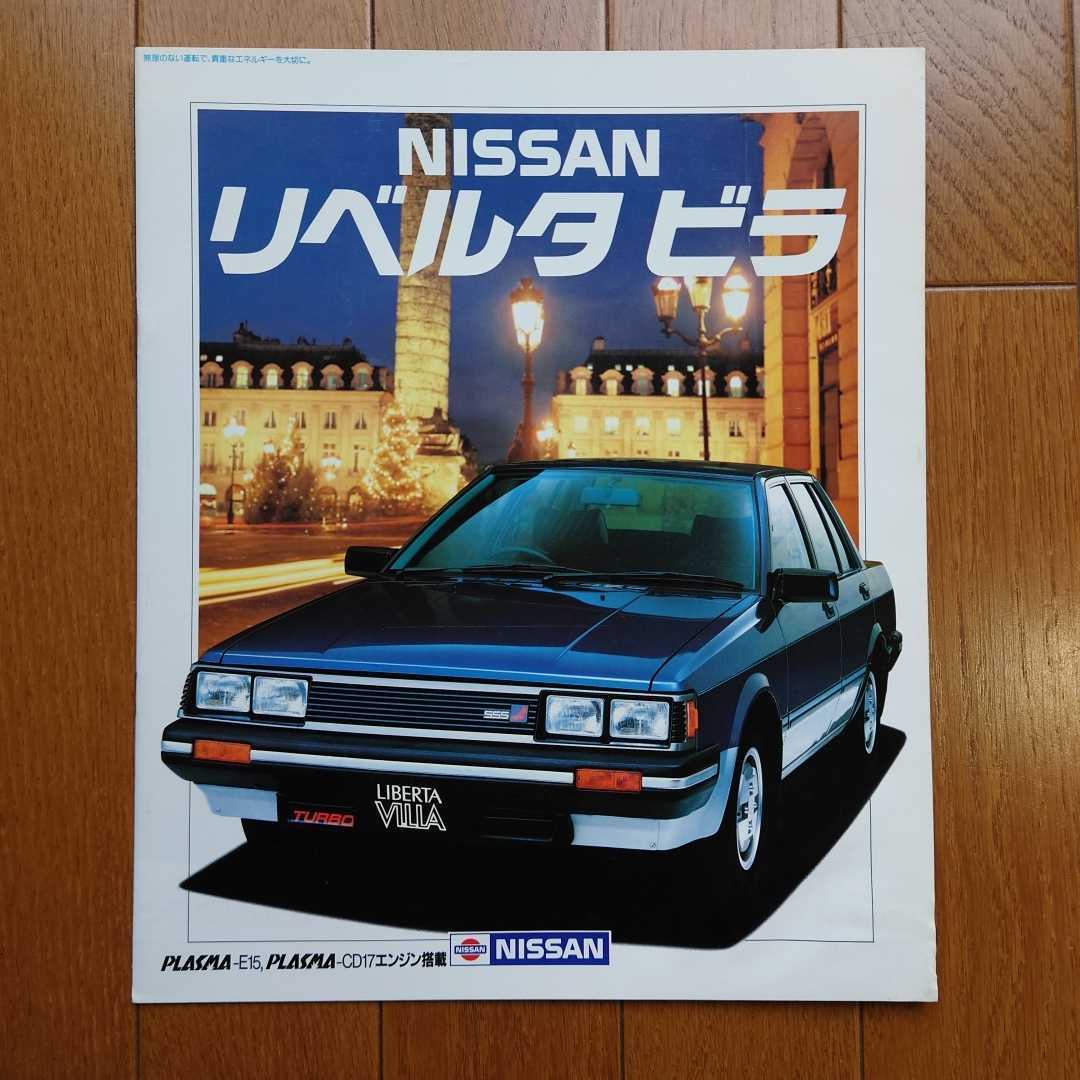 無限のない運転で、貴重なエネルギーを大切に。
NISSAN
リベルタ ビラ
SSS
TURBO
LIBERTA
VILLA
PLASMA-E15, PLASMA-CD17エンジン搭載
NISSAN
NISSAN